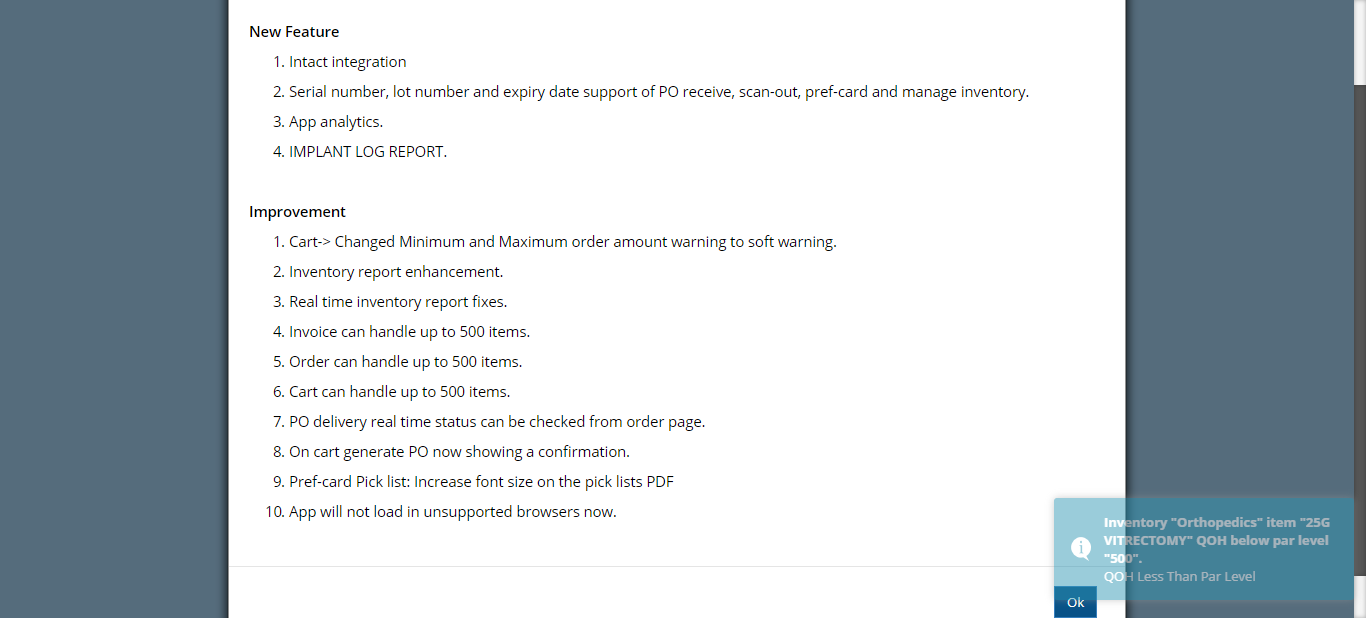 New Feature
1. Intact integration
2. Serial number, lot number and expiry date support of PO receive, scan-out, pref-card and manage inventory.
3. App analytics.
4. IMPLANT LOG REPORT.
Improvement
1. Cart-> Changed Minimum and Maximum order amount warning to soft warning.
2. Inventory report enhancement.
3. Real time inventory report fixes.
4. Invoice can handle up to 500 items.
5. Order can handle up to 500 items.
6. Cart can handle up to 500 items.
7. PO delivery real time status can be checked from order page.
8. On cart generate PO now showing a confirmation.
9. Pref-card Pick list: Increase font size on the pick lists PDF
10. App will not load in unsupported browsers now.
Inventory "Orthopedics" item "25G
VITRECTOMY" QOH below par level
"500".
QOH Less Than Par Level
Ok